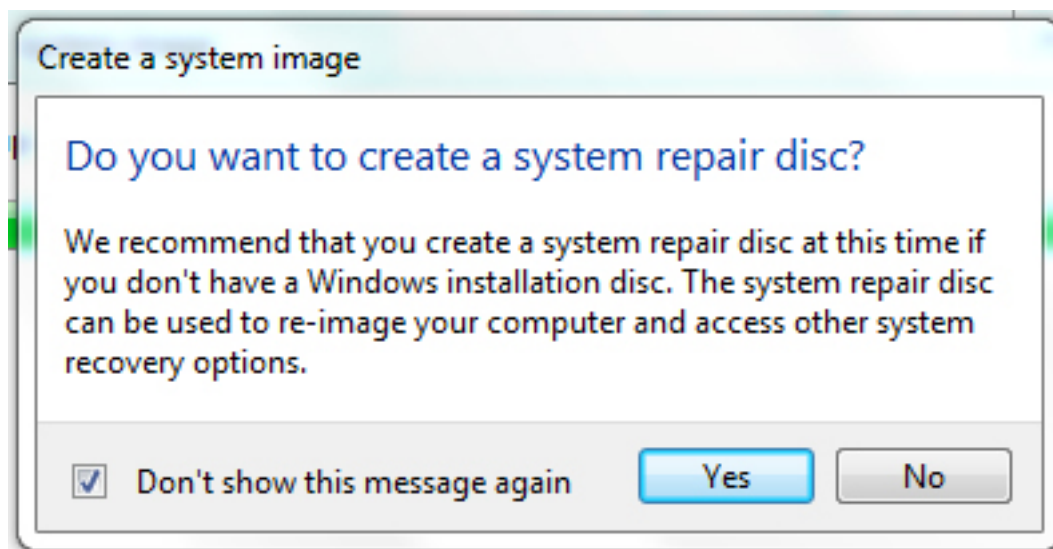 Create a system image
Do you want to create a system repair disc?
We recommend that you create a system repair disc at this time if
you don't have a Windows installation disc. The system repair disc
can be used to re-image your computer and access other system
recovery options.
Don't show this message again
Yes
No